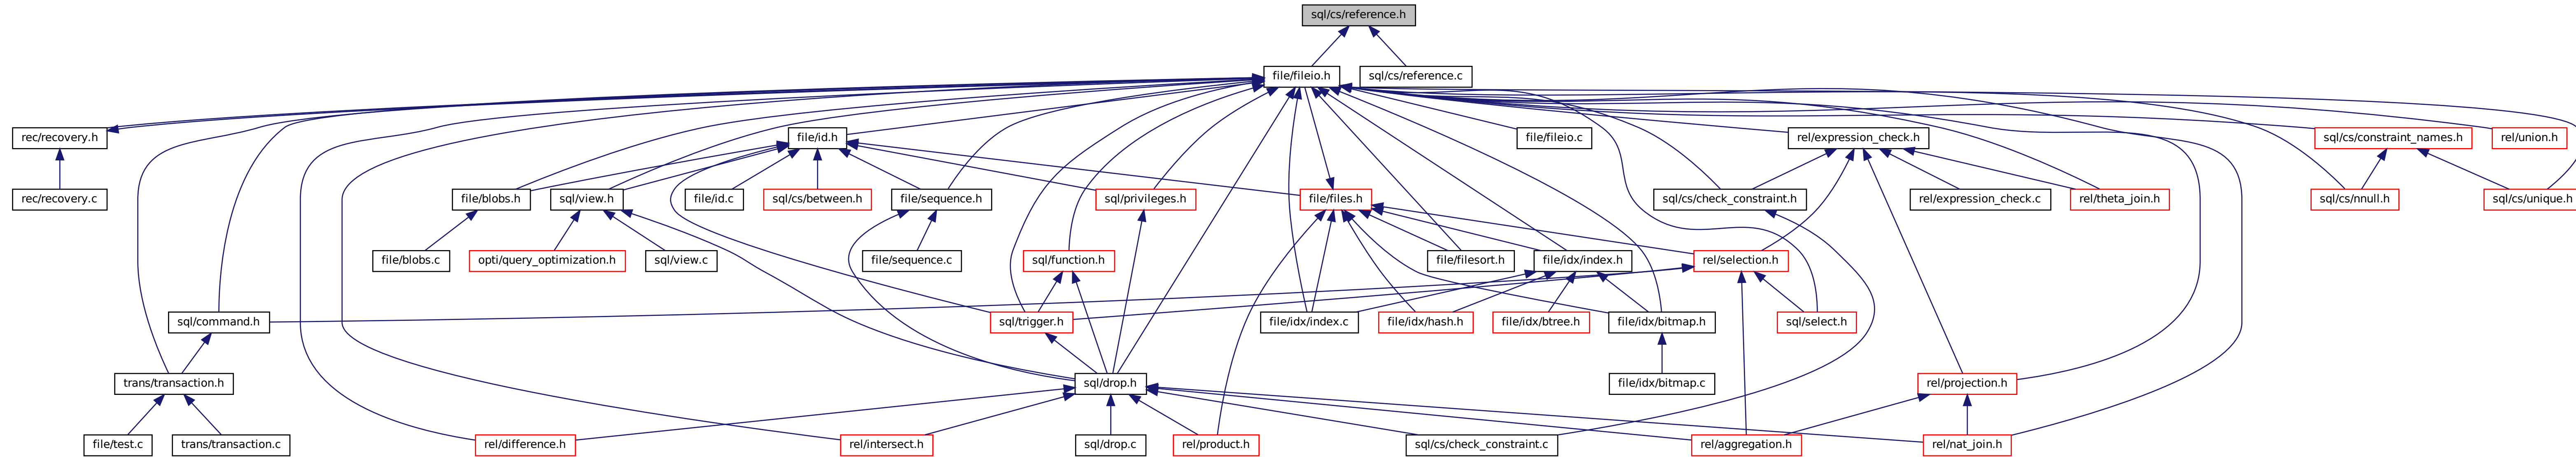 sql/cs/reference.h
file/fileio.h
sql/cs/reference.c
rec/recovery.h
file/id.h
file/fileio.c
rel/expression_check.h
sql/cs/constraint_names.h
rel/union.h
rec/recovery.c
file/blobs.h
sql/view.h
file/id.c
sql/cs/between.h
file/sequence.h
sql/privileges.h
file/files.h
sql/cs/check_constraint.h
rel/expression_check.c
rel/theta_join.h
sql/cs/nnull.h
sql/cs/unique.h
file/blobs.c
opti/query_optimization.h
sql/view.c
file/sequence.c
sql/function.h
file/filesort.h
file/idx/index.h
rel/selection.h
sql/command.h
sql/trigger.h
file/idx/index.c
file/idx/hash.h
file/idx/btree.h
file/idx/bitmap.h
sql/select.h
trans/transaction.h
sql/drop.h
file/idx/bitmap.c
rel/projection.h
file/test.c
trans/transaction.c
rel/difference.h
rel/intersect.h
sql/drop.c
rel/product.h
sql/cs/check_constraint.c
rel/aggregation.h
rel/nat_join.h